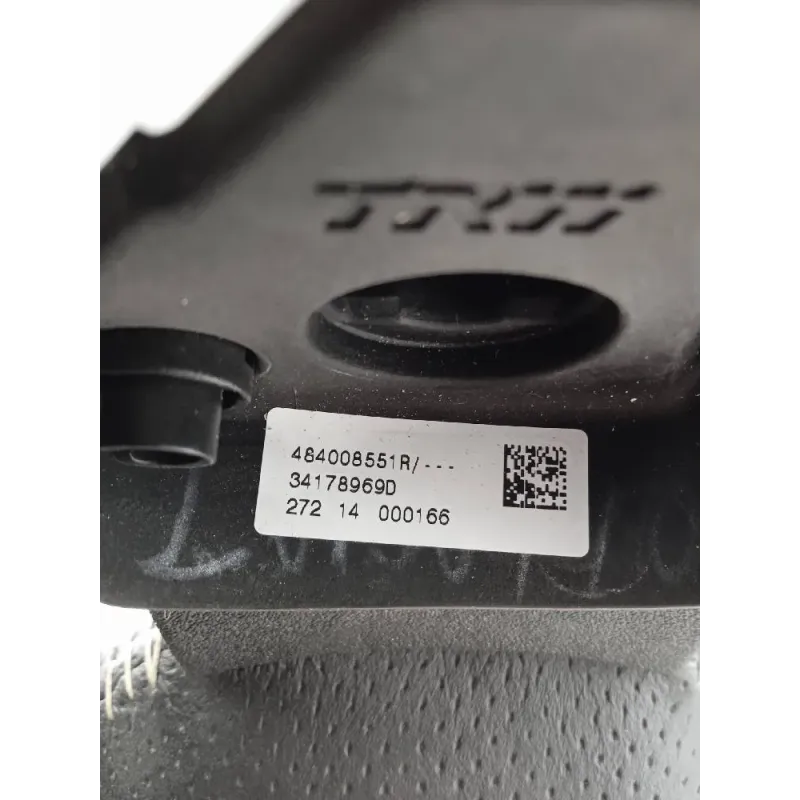 TRW
484008551R/---
34178969D
272 14 000166